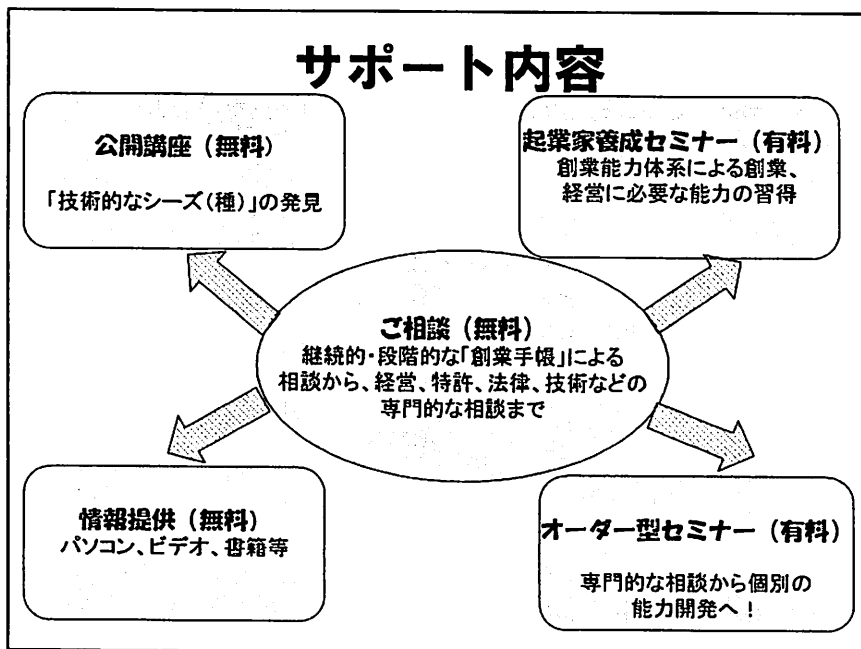 サポート内容
公開講座（無料）
「技術的なシーズ（種）」の発見
起業家養成セミナー（有料）
創業能力体系による創業、
経営に必要な能力の習得
ご相談（無料）
継続的・段階的な「創業手帳」による
相談から、経営、特許、法律、技術などの
専門的な相談まで
情報提供（無料）
パソコン、ビデオ、書籍等
オーダー型セミナー（有料）
専門的な相談から個別の
能力開発へ！